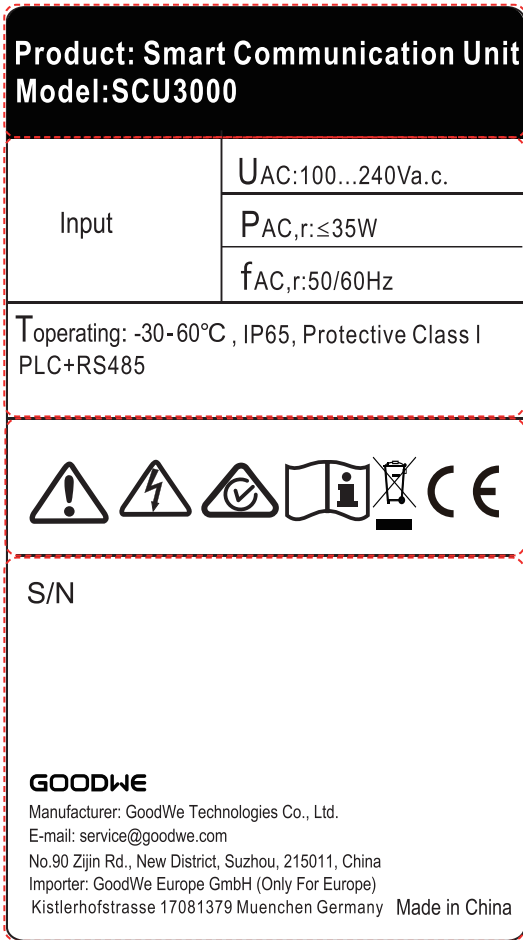 Product: Smart Communication Unit
Model:SCU3000
Input
UAC:100...240Va.c.
PAC,r:≤35W
fAC,r:50/60Hz
Toperating: -30-60℃ , IP65, Protective Class I
PLC+RS485
CE
S/N
GOODWE
Manufacturer: GoodWe Technologies Co., Ltd.
E-mail: service@goodwe.com
No.90 Zijin Rd., New District, Suzhou, 215011, China
Importer: GoodWe Europe GmbH (Only For Europe)
Kistlerhofstrasse 17081379 Muenchen Germany Made in China